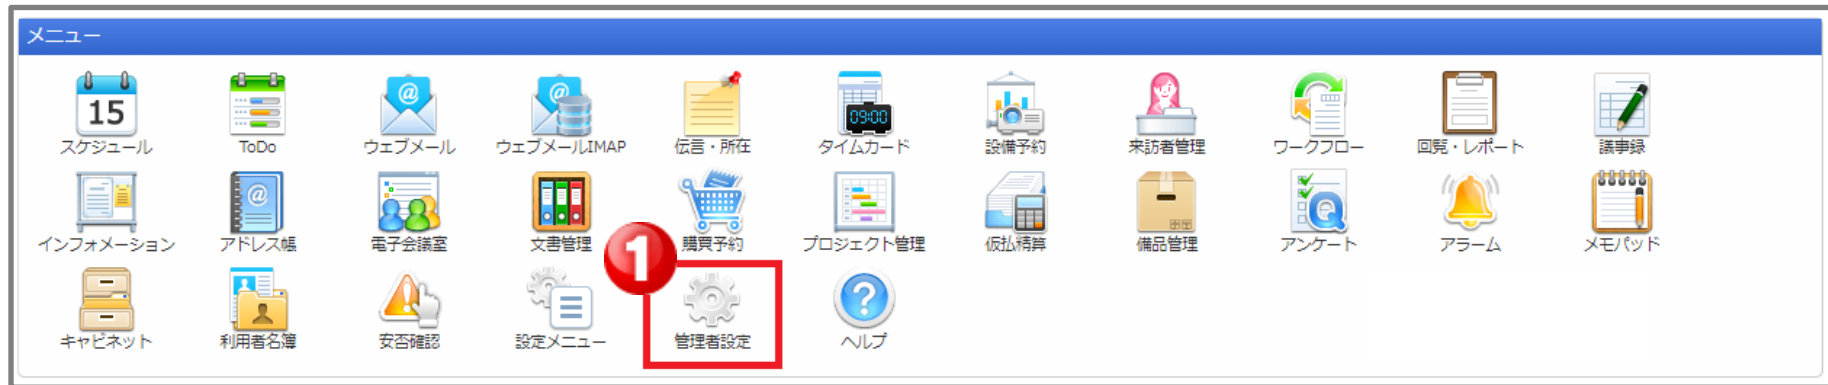 メニュー
15
09:00
スケジュール ToDo ウェブメール ウェブメールIMAP 伝言・所在 タイムカード 設備予約 来訪者管理 ワークフロー 回覧・レポート 議事録
インフォメーション アドレス帳 電子会議室 文書管理 購買予約 プロジェクト管理 仮払精算 備品管理 アンケート アラーム メモパッド
1
キャビネット 利用者名簿 安否確認 設定メニュー 管理者設定 ヘルプ